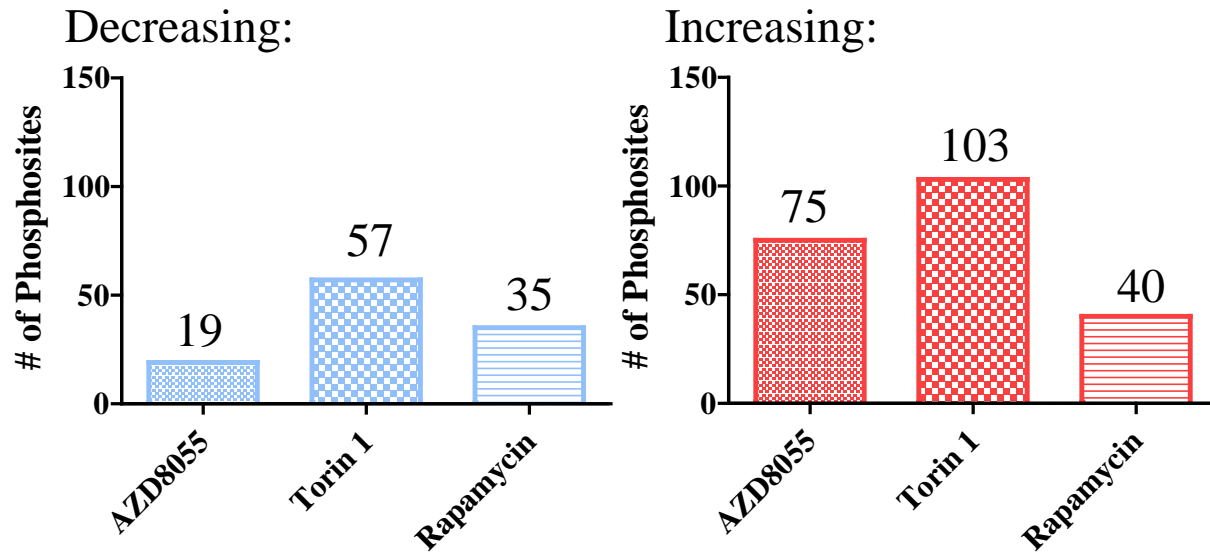 Decreasing:
# of Phosphosites
150
100
50
0
19
57
35
AZD8055
Torin 1
Rapamycin
Increasing:
# of Phosphosites
150
100
50
0
75
103
40
AZD8055
Torin 1
Rapamycin